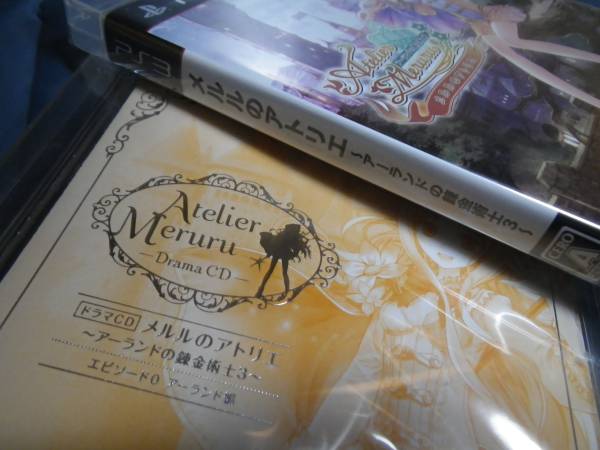 PS3
Atelier
Meruru
メルルのアトリエ ～アーランドの錬金術士3～
CERO
A
Atelier
Meruru
Drama CD
ドラマCD メルルのアトリエ
～アーランドの錬金術士3～
エピソード0 アーランド